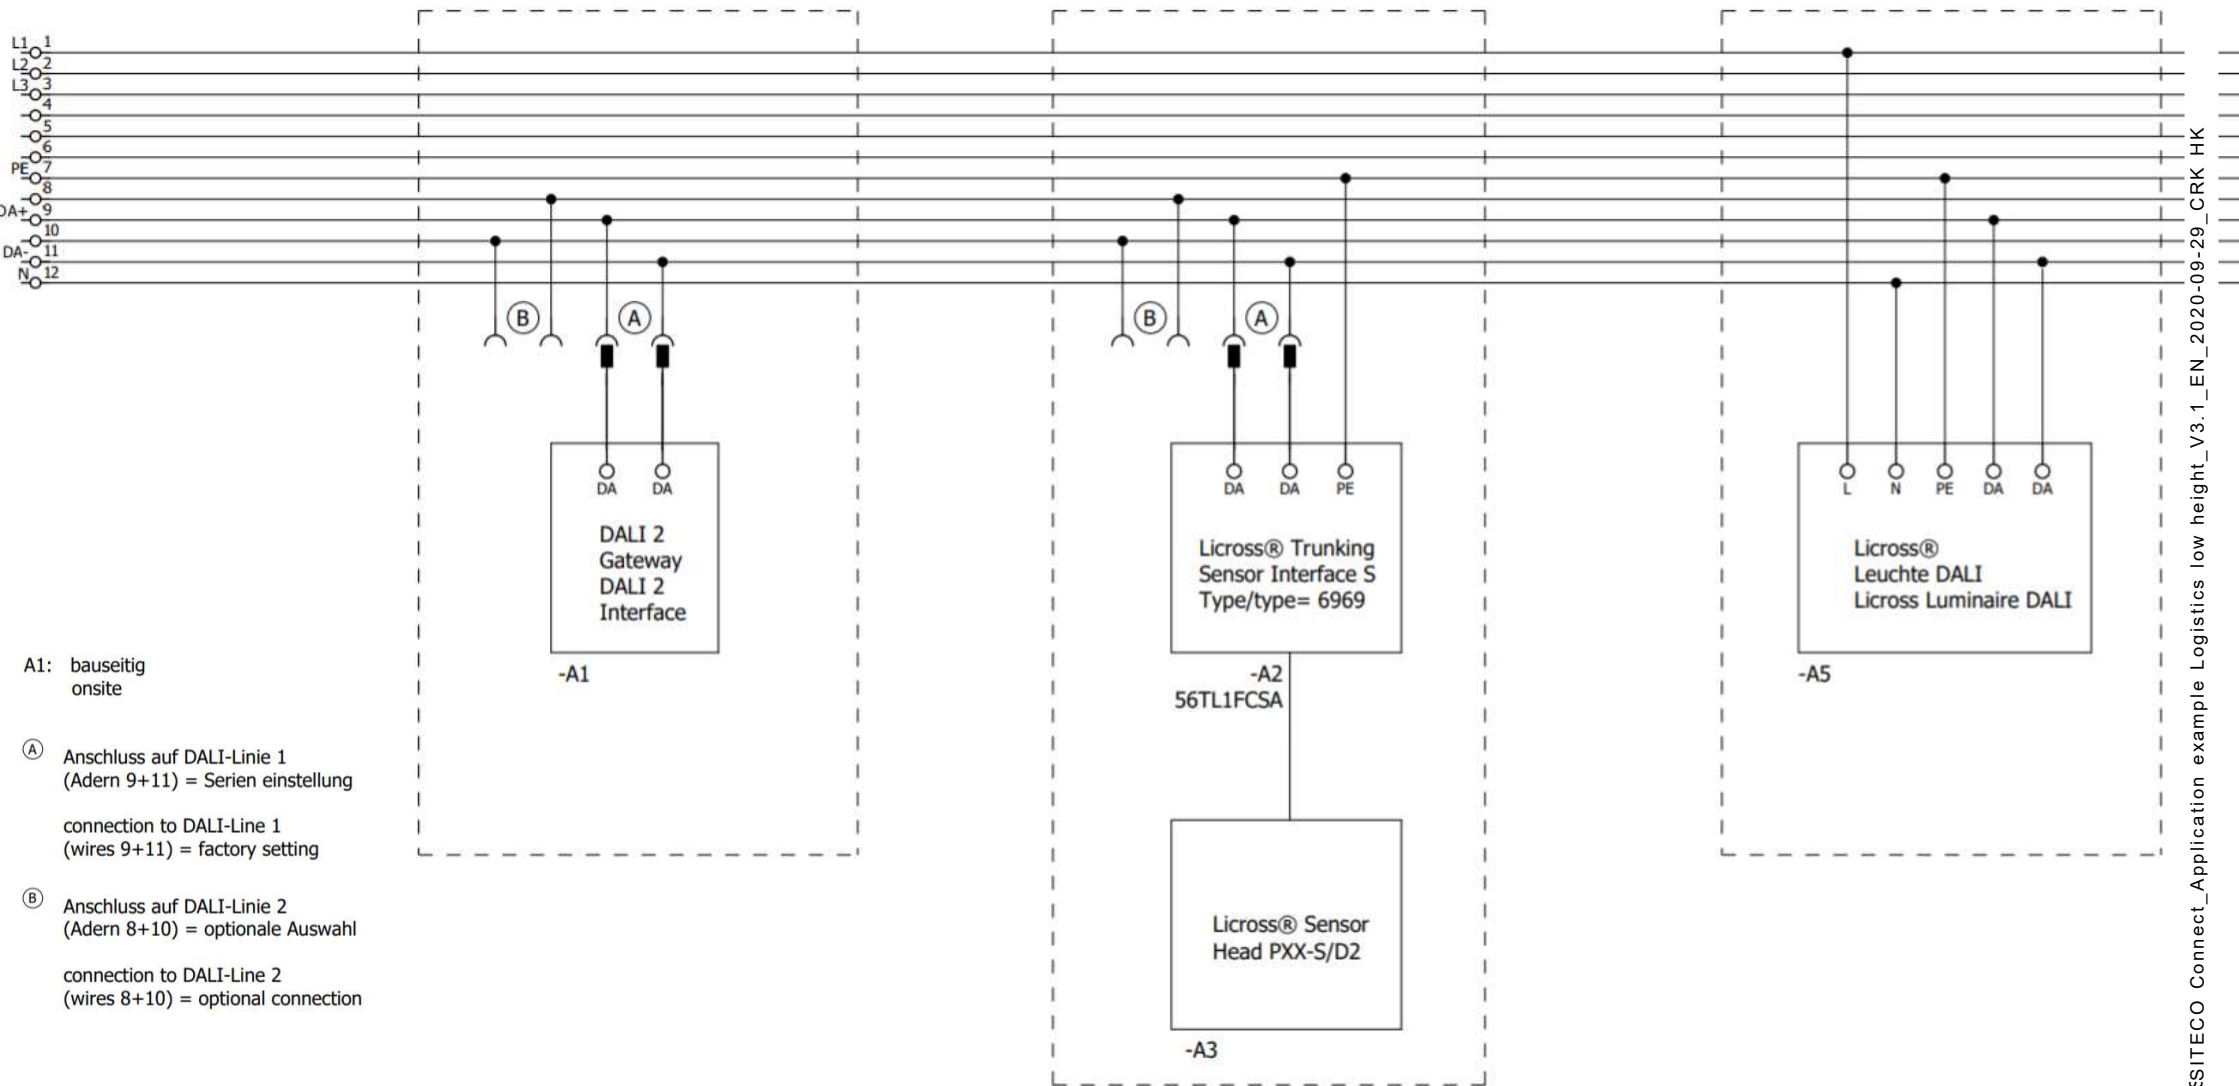 L1 1
L2 2
L3 3
4
5
6
PE 7
8
DA+ 9
10
DA- 11
N 12
B
A
DA
DA
DALI 2
Gateway
DALI 2
Interface
-A1
B
A
DA
DA
PE
Licross® Trunking
Sensor Interface S
Type/type= 6969
-A2
56TL1FCSA
Licross® Sensor
Head PXX-S/D2
-A3
L
N
PE
DA
DA
Licross®
Leuchte DALI
Licross Luminaire DALI
-A5
A1: bauseitig
onsite
A
Anschluss auf DALI-Linie 1
(Adern 9+11) = Serien einstellung
connection to DALI-Line 1
(wires 9+11) = factory setting
B
Anschluss auf DALI-Linie 2
(Adern 8+10) = optionale Auswahl
connection to DALI-Line 2
(wires 8+10) = optional connection
SITECO Connect_Application example Logistics low height_V3.1_EN_2020-09-29_CRK HK